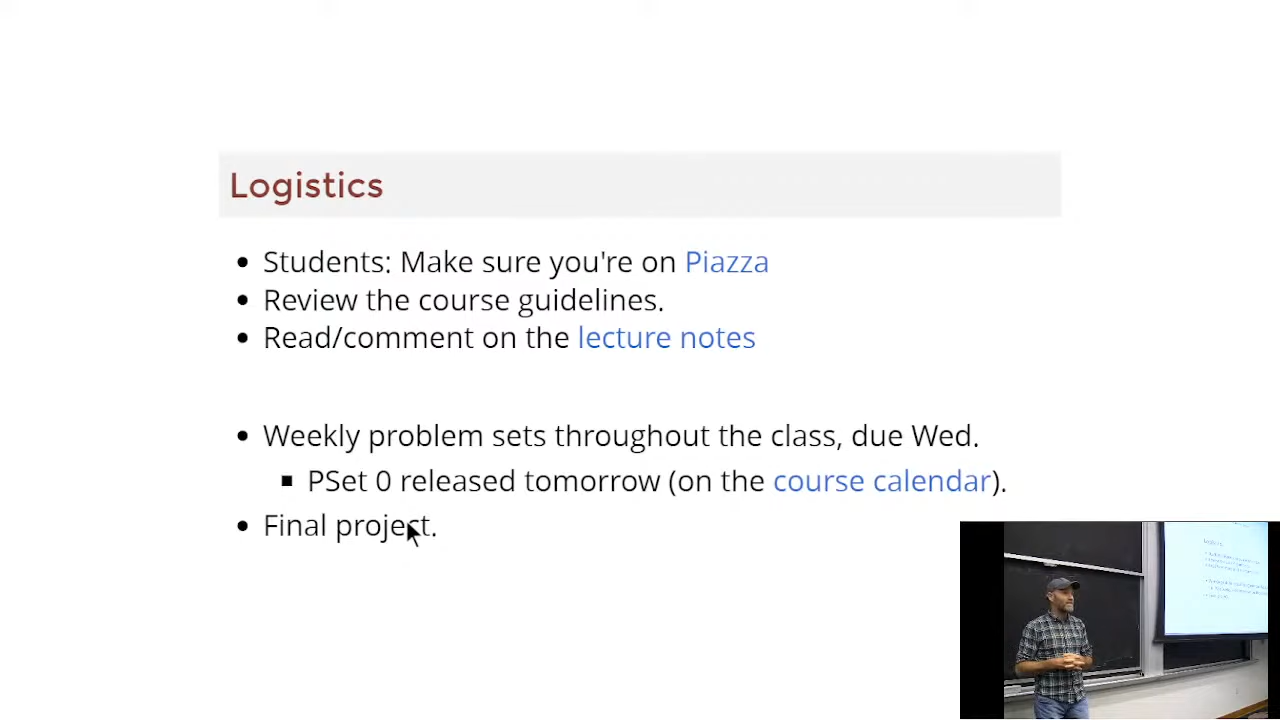 Logistics
Students: Make sure you're on Piazza
Review the course guidelines.
Read/comment on the lecture notes
Weekly problem sets throughout the class, due Wed.
PSet 0 released tomorrow (on the course calendar).
Final project.